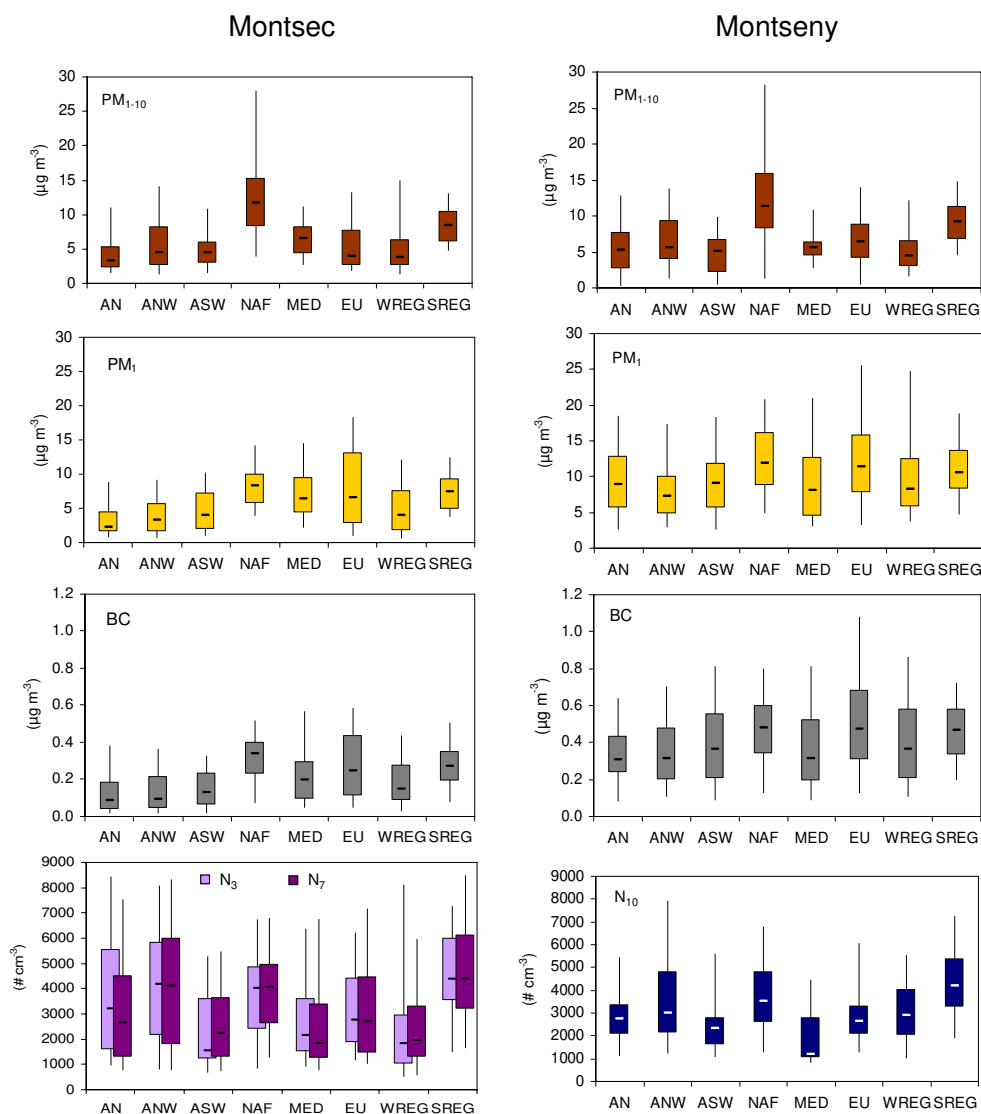 Montsec
Montseny
PM₁₋₁₀
(µg m⁻³)
30
25
20
15
10
5
0
AN ANW ASW NAF MED EU WREG SREG
PM₁₋₁₀
(µg m⁻³)
30
25
20
15
10
5
0
AN ANW ASW NAF MED EU WREG SREG
PM₁
(µg m⁻³)
30
25
20
15
10
5
0
AN ANW ASW NAF MED EU WREG SREG
PM₁
(µg m⁻³)
30
25
20
15
10
5
0
AN ANW ASW NAF MED EU WREG SREG
BC
(µg m⁻³)
1.2
1.0
0.8
0.6
0.4
0.2
0.0
AN ANW ASW NAF MED EU WREG SREG
BC
(µg m⁻³)
1.2
1.0
0.8
0.6
0.4
0.2
0.0
AN ANW ASW NAF MED EU WREG SREG
N₃ N₇
(# cm⁻³)
9000
8000
7000
6000
5000
4000
3000
2000
1000
0
AN ANW ASW NAF MED EU WREG SREG
N₁₀
(# cm⁻³)
9000
8000
7000
6000
5000
4000
3000
2000
1000
0
AN ANW ASW NAF MED EU WREG SREG